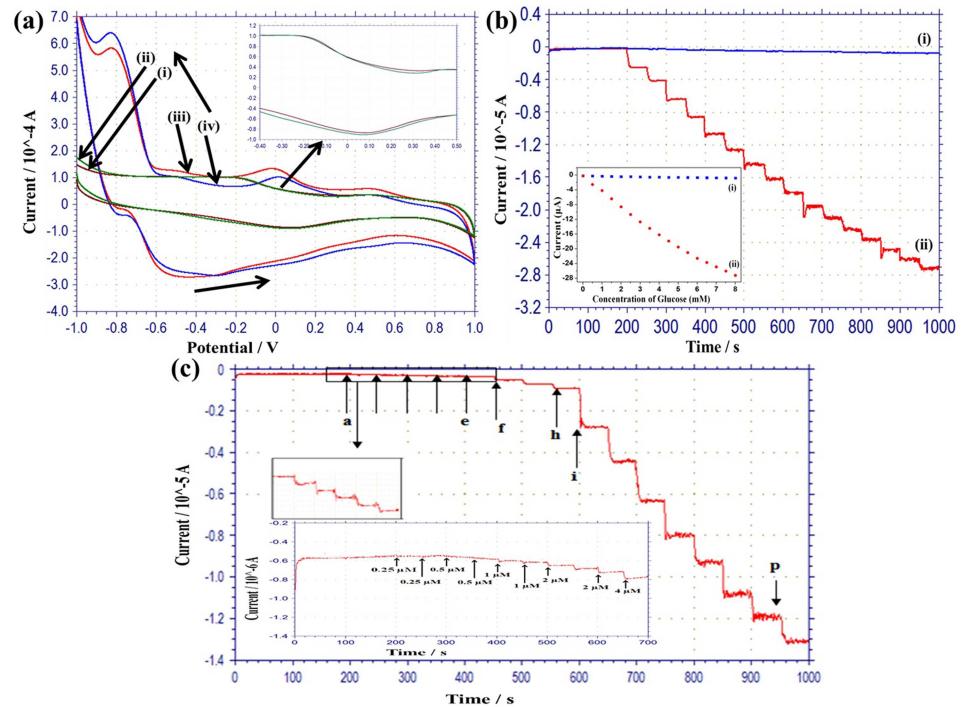 (a)
Current / 10^-4 A
7.0
6.0
5.0
4.0
3.0
2.0
1.0
0
-1.0
-2.0
-3.0
-4.0
-1.0 -0.8 -0.6 -0.4 -0.2 0 0.2 0.4 0.6 0.8 1.0
Potential / V
(ii)
(i)
(iii)
(iv)
1.0
0.8
0.6
0.4
0.2
0
-0.2
-0.4
-0.6
-0.8
-1.0
-0.40 -0.30 -0.20 -0.10 0 0.10 0.20 0.30 0.40 0.50
(b)
Current / 10^-5 A
0.4
0
-0.4
-0.8
-1.2
-1.6
-2.0
-2.4
-2.8
-3.2
0 100 200 300 400 500 600 700 800 900 1000
Time / s
(i)
(ii)
Current (µA)
0
-4
-8
-12
-16
-20
-24
-28
0 1 2 3 4 5 6 7 8
Concentration of Glucose (mM)
(i)
(ii)
(c)
Current / 10^-5 A
0
-0.2
-0.4
-0.6
-0.8
-1.0
-1.2
-1.4
0 100 200 300 400 500 600 700 800 900 1000
Time / s
a
e
f
h
i
p
Current / 10^-6 A
-0.2
-0.4
-0.6
-0.8
-1.0
-1.2
-1.4
0.25 µM
0.25 µM
0.5 µM
0.5 µM
1 µM
1 µM
2 µM
2 µM
4 µM
0 100 200 300 400 500 600 700
Time / s